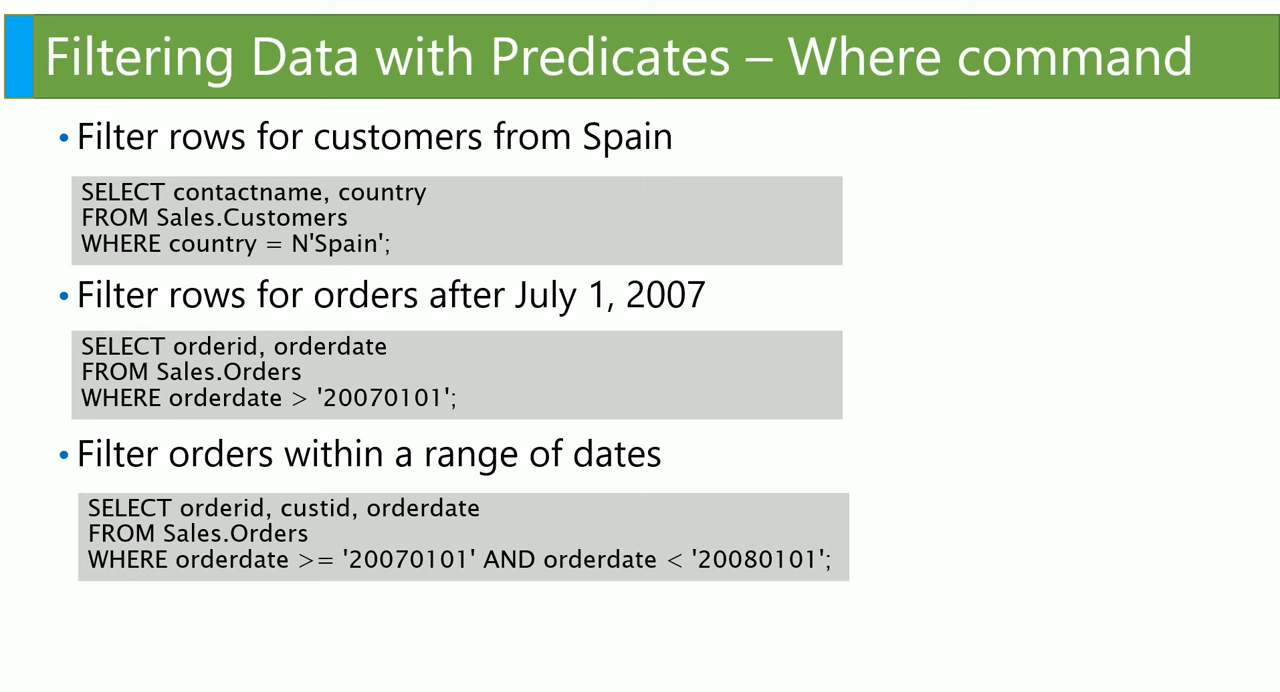 Filtering Data with Predicates – Where command
• Filter rows for customers from Spain
SELECT contactname, country
FROM Sales.Customers
WHERE country = N'Spain';
• Filter rows for orders after July 1, 2007
SELECT orderid, orderdate
FROM Sales.Orders
WHERE orderdate > '20070101';
• Filter orders within a range of dates
SELECT orderid, custid, orderdate
FROM Sales.Orders
WHERE orderdate >= '20070101' AND orderdate < '20080101';